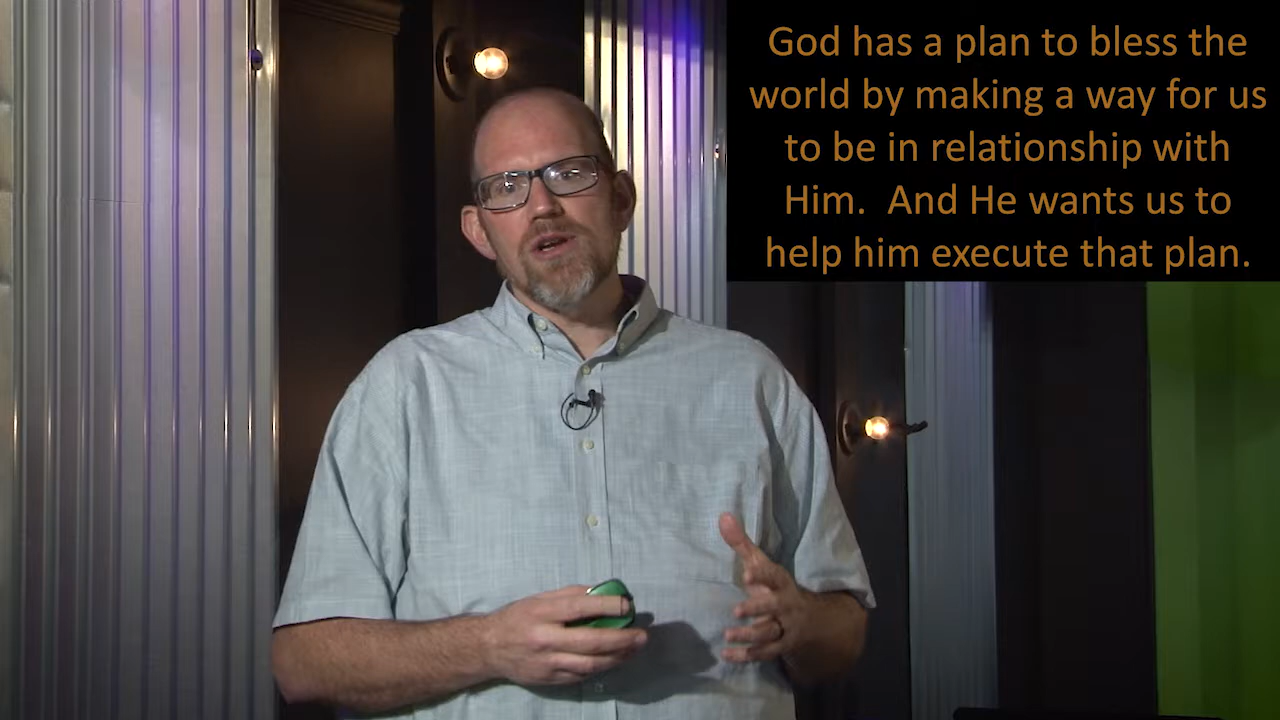 God has a plan to bless the
world by making a way for us
to be in relationship with
Him.  And He wants us to
help him execute that plan.